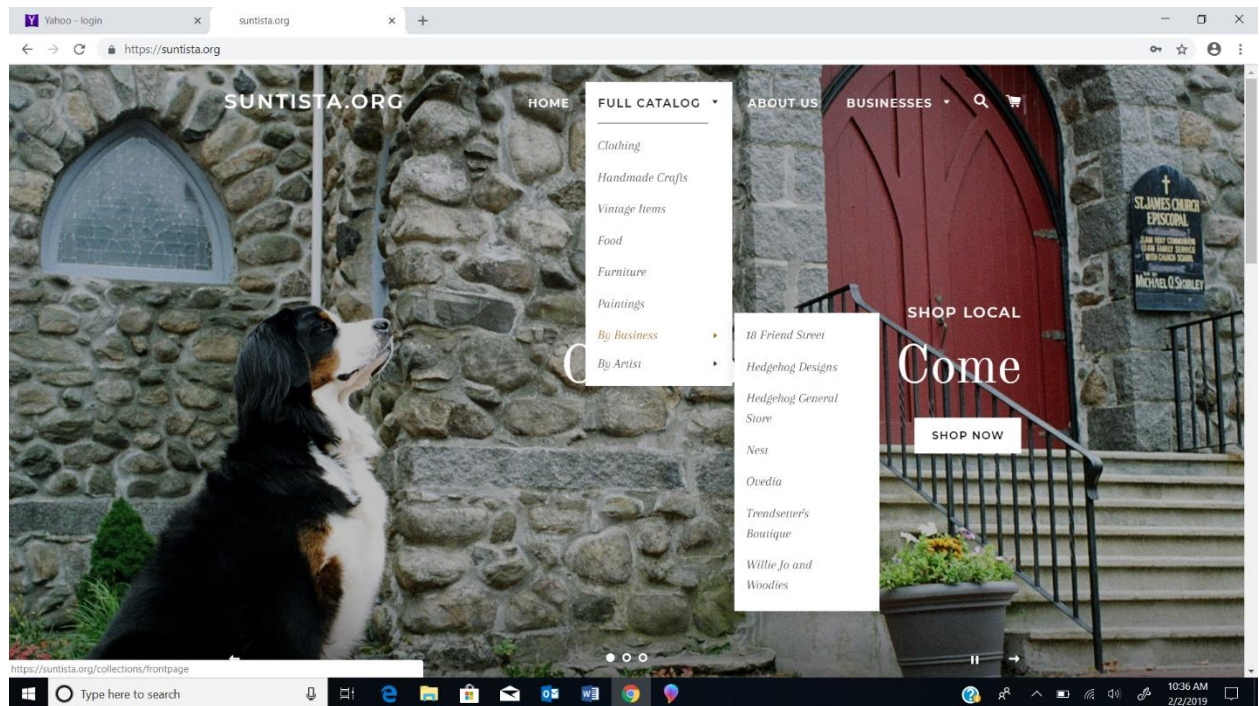 Yahoo - login
suntista.org
https://suntista.org
SUNTISTA.ORG
HOME
FULL CATALOG
ABOUT US
BUSINESSES
Clothing
Handmade Crafts
Vintage Items
Food
Furniture
Paintings
By Business
By Artist
18 Friend Street
Hedgehog Designs
Hedgehog General
Store
Nest
Ovedia
Trendsetter's
Boutique
Willie Jo and
Woodies
SHOP LOCAL
Come
SHOP NOW
ST. JAMES CHURCH
EPISCOPAL
https://suntista.org/collections/frontpage
Type here to search
10:36 AM
2/2/2019